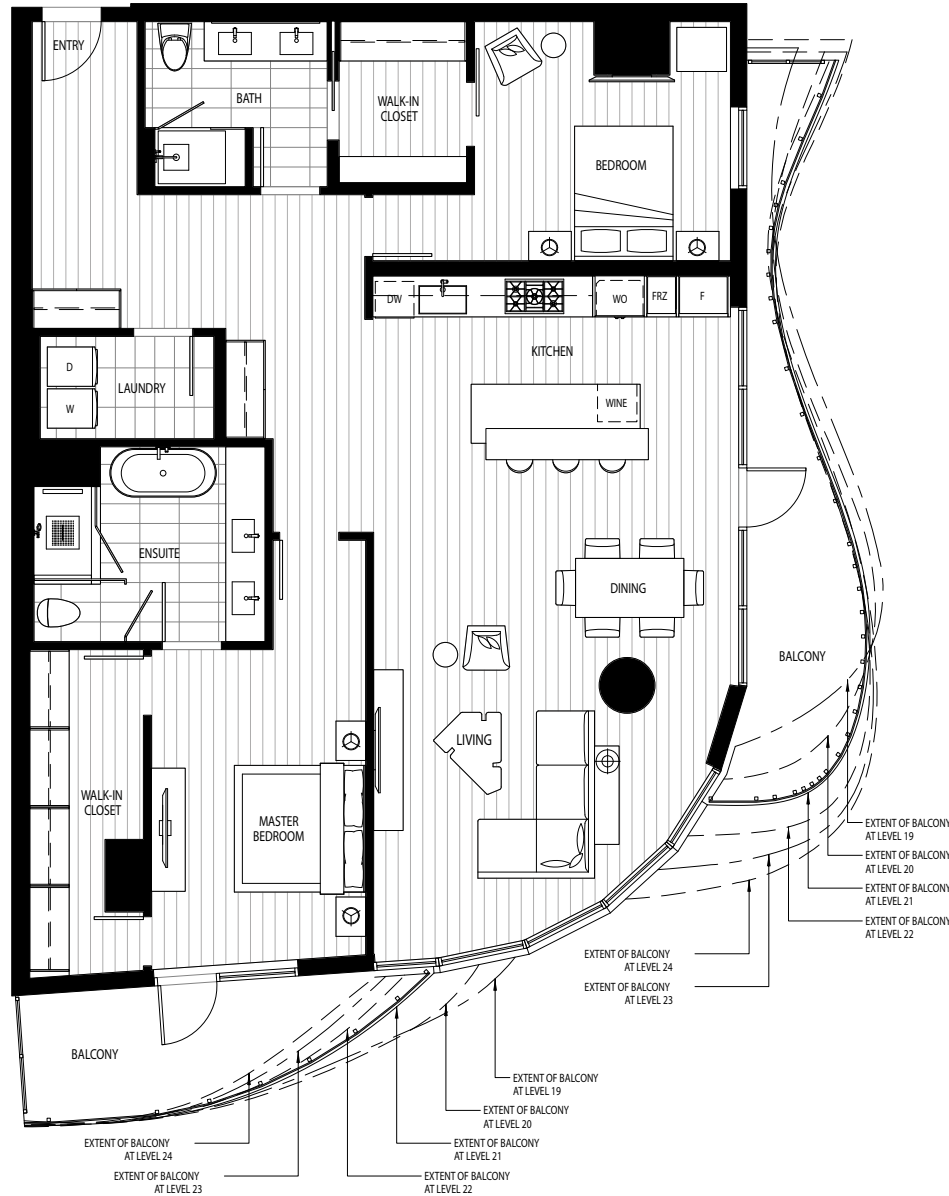 ENTRY
BATH
WALK-IN
CLOSET
BEDROOM
DW
WO
FRZ
F
KITCHEN
WINE
D
W
LAUNDRY
ENSUITE
DINING
BALCONY
LIVING
WALK-IN
CLOSET
MASTER
BEDROOM
EXTENT OF BALCONY
AT LEVEL 19
EXTENT OF BALCONY
AT LEVEL 20
EXTENT OF BALCONY
AT LEVEL 21
EXTENT OF BALCONY
AT LEVEL 22
EXTENT OF BALCONY
AT LEVEL 24
EXTENT OF BALCONY
AT LEVEL 23
BALCONY
EXTENT OF BALCONY
AT LEVEL 19
EXTENT OF BALCONY
AT LEVEL 20
EXTENT OF BALCONY
AT LEVEL 21
EXTENT OF BALCONY
AT LEVEL 22
EXTENT OF BALCONY
AT LEVEL 24
EXTENT OF BALCONY
AT LEVEL 23